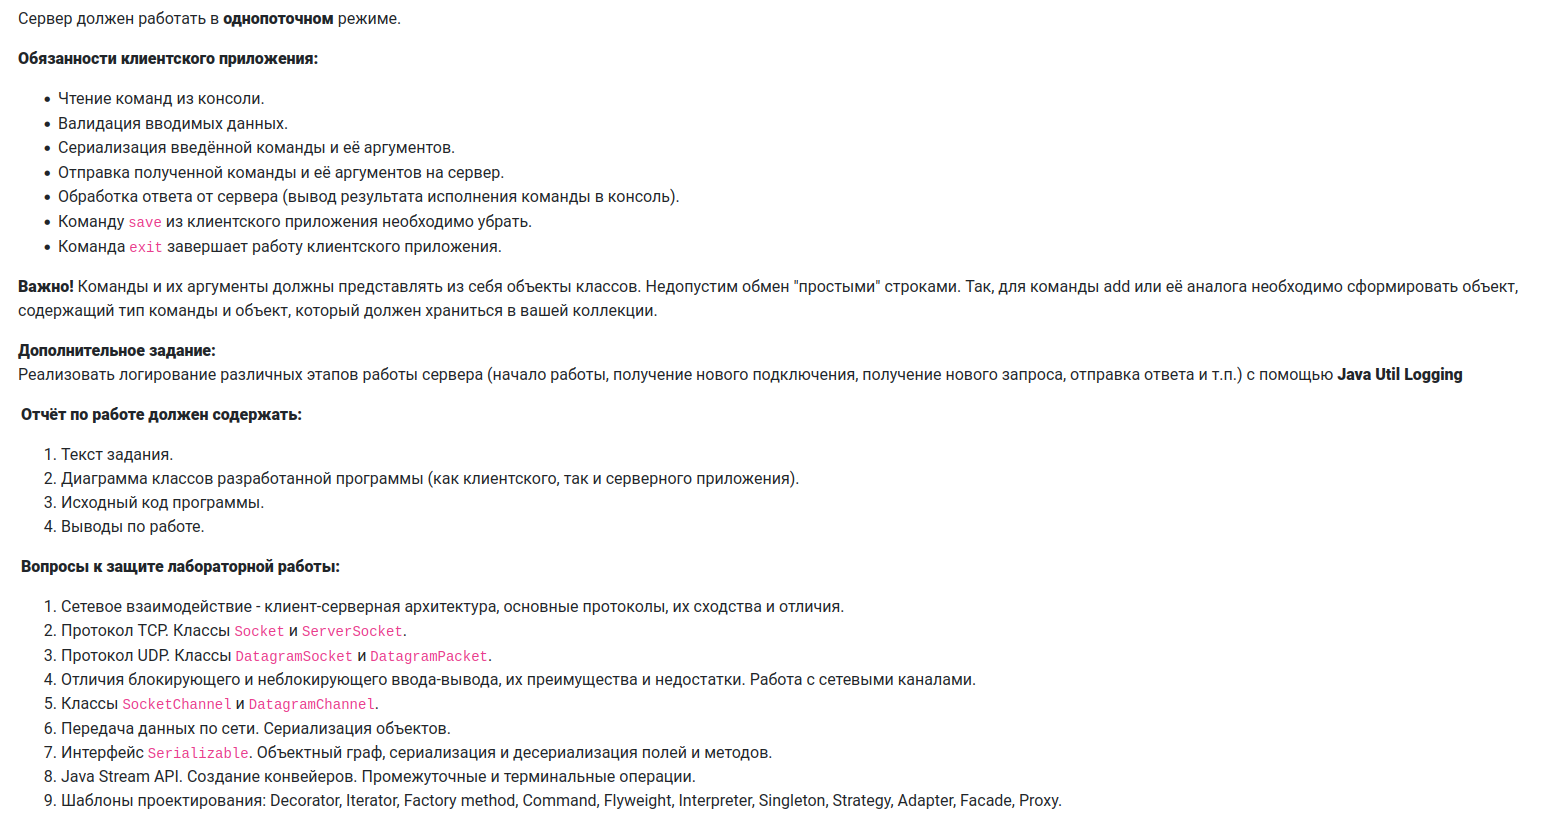 Сервер должен работать в однопоточном режиме.
Обязанности клиентского приложения:
• Чтение команд из консоли.
• Валидация вводимых данных.
• Сериализация введённой команды и её аргументов.
• Отправка полученной команды и её аргументов на сервер.
• Обработка ответа от сервера (вывод результата исполнения команды в консоль).
• Команду save из клиентского приложения необходимо убрать.
• Команда exit завершает работу клиентского приложения.
Важно! Команды и их аргументы должны представлять из себя объекты классов. Недопустим обмен "простыми" строками. Так, для команды add или её аналога необходимо сформировать объект,
содержащий тип команды и объект, который должен храниться в вашей коллекции.
Дополнительное задание:
Реализовать логирование различных этапов работы сервера (начало работы, получение нового подключения, получение нового запроса, отправка ответа и т.п.) с помощью Java Util Logging
Отчёт по работе должен содержать:
1. Текст задания.
2. Диаграмма классов разработанной программы (как клиентского, так и серверного приложения).
3. Исходный код программы.
4. Выводы по работе.
Вопросы к защите лабораторной работы:
1. Сетевое взаимодействие - клиент-серверная архитектура, основные протоколы, их сходства и отличия.
2. Протокол TCP. Классы Socket и ServerSocket.
3. Протокол UDP. Классы DatagramSocket и DatagramPacket.
4. Отличия блокирующего и неблокирующего ввода-вывода, их преимущества и недостатки. Работа с сетевыми каналами.
5. Классы SocketChannel и DatagramChannel.
6. Передача данных по сети. Сериализация объектов.
7. Интерфейс Serializable. Объектный граф, сериализация и десериализация полей и методов.
8. Java Stream API. Создание конвейеров. Промежуточные и терминальные операции.
9. Шаблоны проектирования: Decorator, Iterator, Factory method, Command, Flyweight, Interpreter, Singleton, Strategy, Adapter, Facade, Proxy.